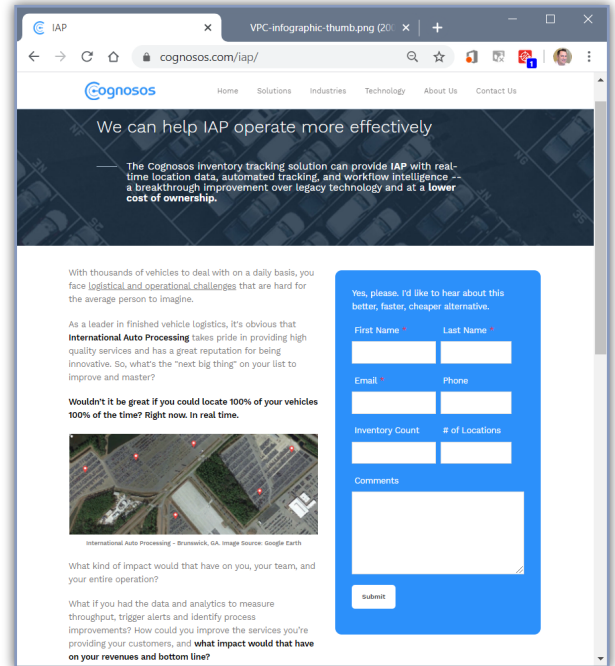 IAP
VPC-infographic-thumb.png (200
cognosos.com/iap/
1
Cognosos
Home Solutions Industries Technology About Us Contact Us
We can help IAP operate more effectively
The Cognosos inventory tracking solution can provide IAP with real-
time location data, automated tracking, and workflow intelligence --
a breakthrough improvement over legacy technology and at a lower
cost of ownership.
With thousands of vehicles to deal with on a daily basis, you
face logistical and operational challenges that are hard for
the average person to imagine.
As a leader in finished vehicle logistics, it's obvious that
International Auto Processing takes pride in providing high
quality services and has a great reputation for being
innovative. So, what's the "next big thing" on your list to
improve and master?
Wouldn't it be great if you could locate 100% of your vehicles
100% of the time? Right now. In real time.
International Auto Processing - Brunswick, GA. Image Source: Google Earth
What kind of impact would that have on you, your team, and
your entire operation?
What if you had the data and analytics to measure
throughput, trigger alerts and identify process
improvements? How could you improve the services you're
providing your customers, and what impact would that have
on your revenues and bottom line?
Yes, please. I'd like to hear about this
better, faster, cheaper alternative.
First Name * Last Name *
Email * Phone
Inventory Count # of Locations
Comments
Submit